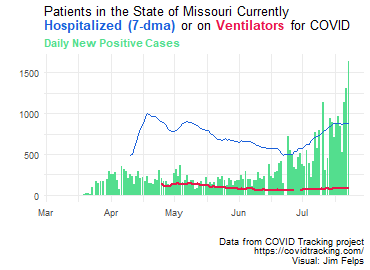 Patients in the State of Missouri Currently
Hospitalized (7-dma) or on Ventilators for COVID
Daily New Positive Cases
1500
1000
500
0
Mar Apr May Jun Jul
Data from COVID Tracking project
https://covidtracking.com/
Visual: Jim Felps